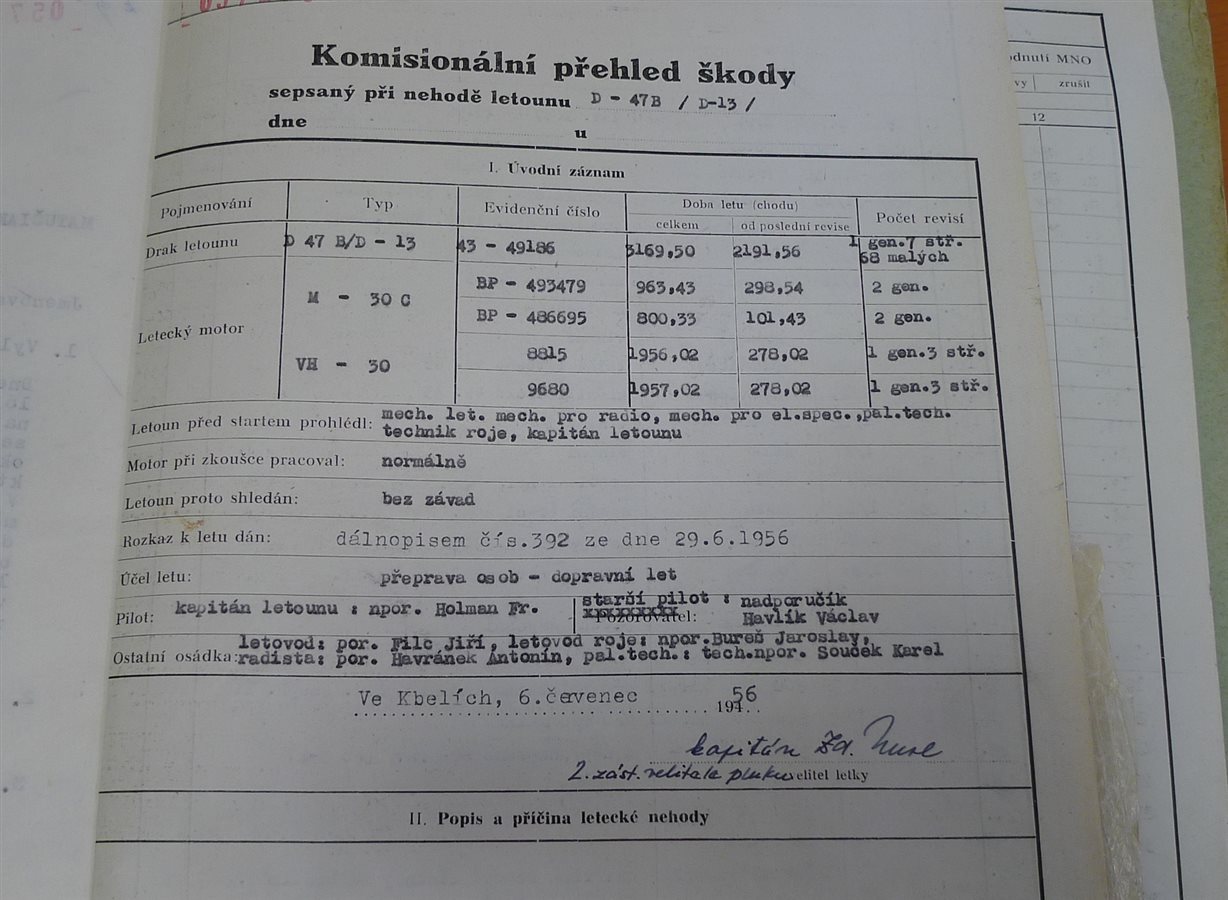 057
Komisionální přehled škody
sepsaný při nehodě letounu D - 47B / D-13 /
dne u
I. Úvodní záznam
Pojmenování Typ Evidenční číslo Doba letu (chodu) Počet revisí
celkem od poslední revise
Drak letounu D 47 B/D - 13 43 - 49186 3169,50 2191,56 1 gen.7 stř.
68 malých
Letecký motor
M - 30 C BP - 493479 963,43 298,54 2 gen.
BP - 486695 800,33 101,43 2 gen.
VH - 30 8815 1956,02 278,02 1 gen.3 stř.
9680 1957,02 278,02 1 gen.3 stř.
Letoun před startem prohlédl: mech. let. mech. pro radio, mech. pro el.spec.,pal.tech.
technik roje, kapitán letounu
Motor při zkoušce pracoval: normálně
Letoun proto shledán: bez závad
Rozkaz k letu dán: dálnopisem čís.392 ze dne 29.6.1956
Účel letu: přeprava osob - dopravní let
Pilot: kapitán letounu : npor. Holman Fr. starší pilot : nadporučík
xxxxxxxx Pozorovatel: Havlík Václav
Ostatní osádka: letovod: por. Filc Jiří, letovod roje: npor.Bureš Jaroslav,
radista: por. Havránek Antonín, pal.tech.: tech.npor. Souček Karel
Ve Kbelích, 6.červenec 194 56
kapitán Zd.
2. zást. velitele pluku velitel letky
II. Popis a příčina letecké nehody
odnutí MNO
vy zrušit
12